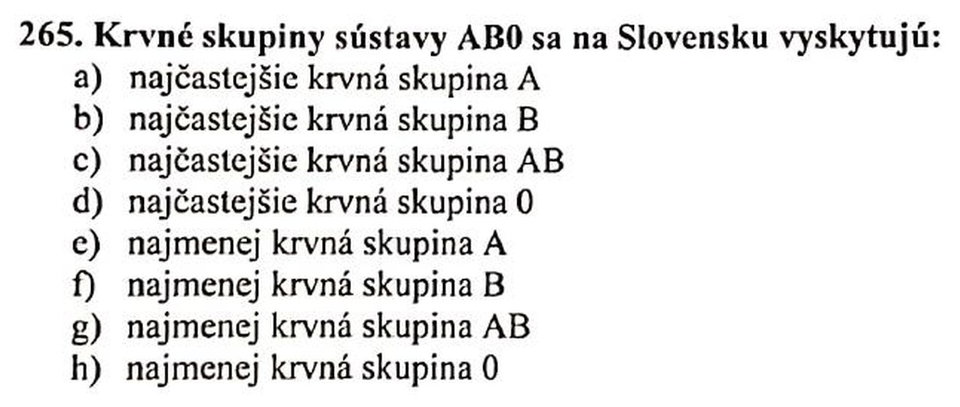 265. Krvné skupiny sústavy AB0 sa na Slovensku vyskytujú:
a) najčastejšie krvná skupina A
b) najčastejšie krvná skupina B
c) najčastejšie krvná skupina AB
d) najčastejšie krvná skupina 0
e) najmenej krvná skupina A
f) najmenej krvná skupina B
g) najmenej krvná skupina AB
h) najmenej krvná skupina 0